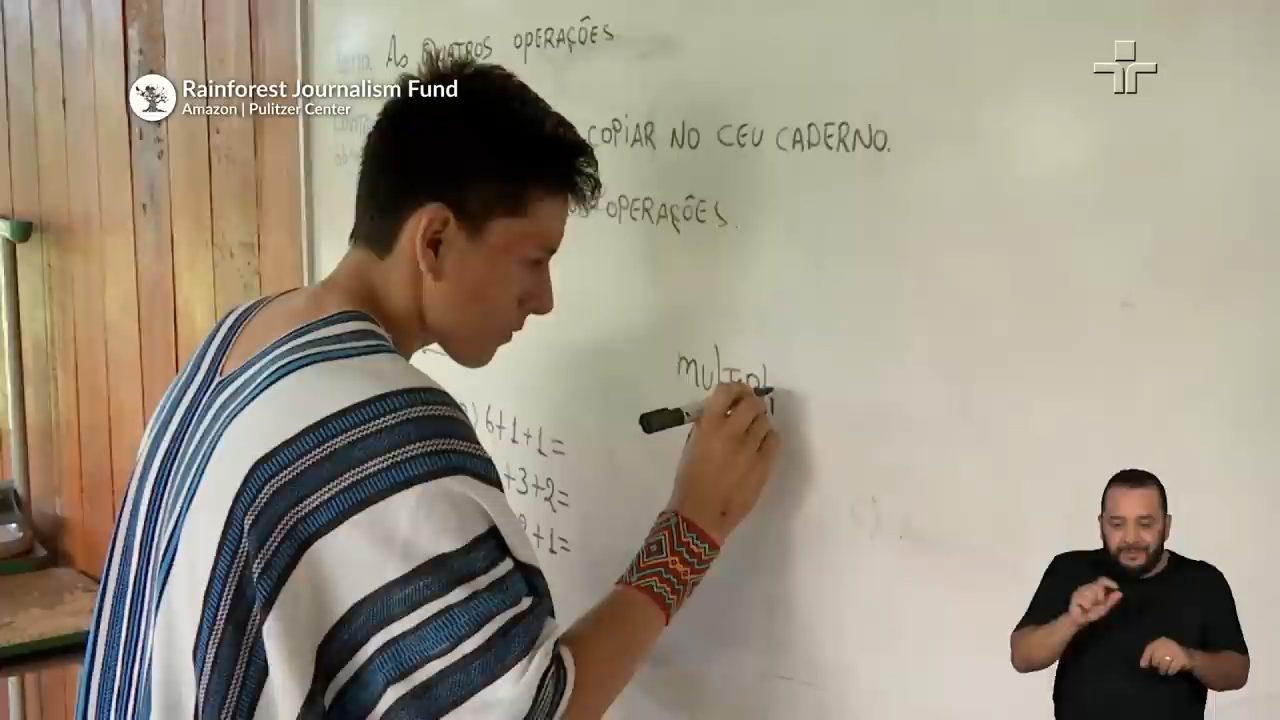 As QUATROS OPERAÇÕES
Rainforest Journalism Fund
Amazon | Pulitzer Center
COPIAR NO CEU CADERNO.
OPERAÇÕES.
MULTIPL
6+1+1=
+3+2=
+1=